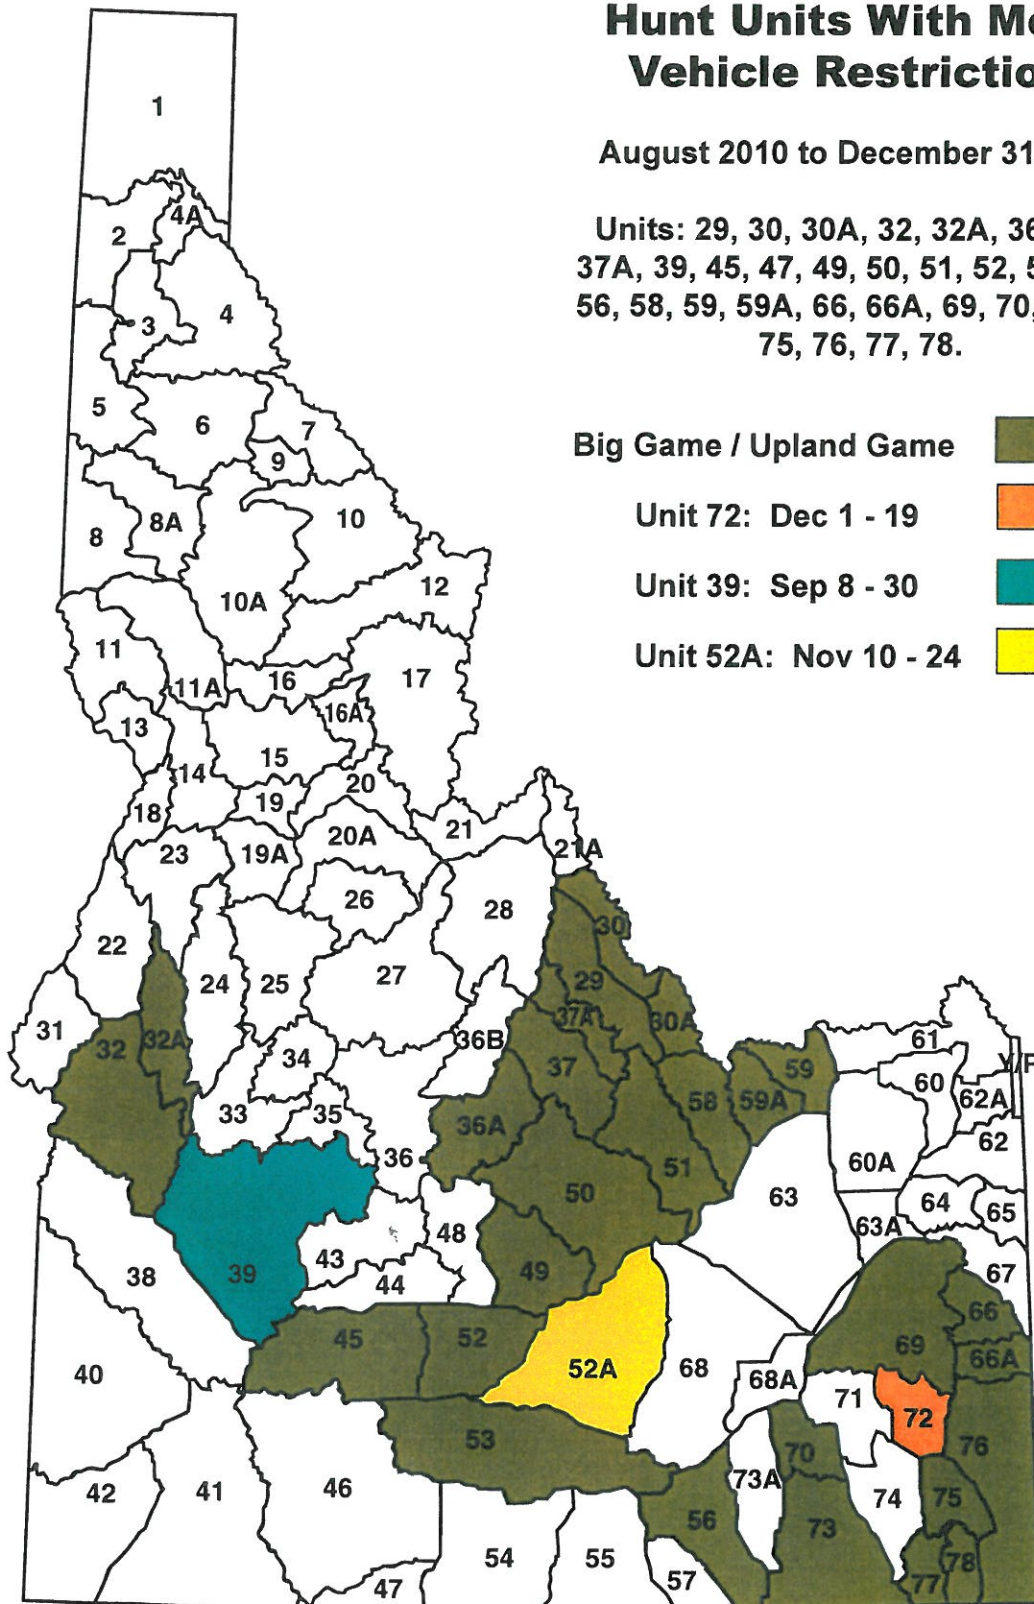 Hunt Units With Mo
Vehicle Restrictio
August 2010 to December 31
Units: 29, 30, 30A, 32, 32A, 36
37A, 39, 45, 47, 49, 50, 51, 52, 5
56, 58, 59, 59A, 66, 66A, 69, 70,
75, 76, 77, 78.
Big Game / Upland Game
Unit 72: Dec 1 - 19
Unit 39: Sep 8 - 30
Unit 52A: Nov 10 - 24
1
4A
2
4
3
5
6
7
9
10
8A
8
12
10A
11
16
17
11A
16A
13
15
14
20
19
18
21
20A
23
19A
21A
26
28
30
22
27
24
25
29
37A
30A
31
36B
61
32A
32
34
37
59
Y/P
60
62A
58
59A
33
35
36A
62
36
60A
51
50
63
64
65
63A
48
43
39
38
44
49
67
66
45
52
69
66A
40
52A
68
68A
71
72
53
76
70
73A
42
41
46
74
75
56
73
54
55
78
57
77
47